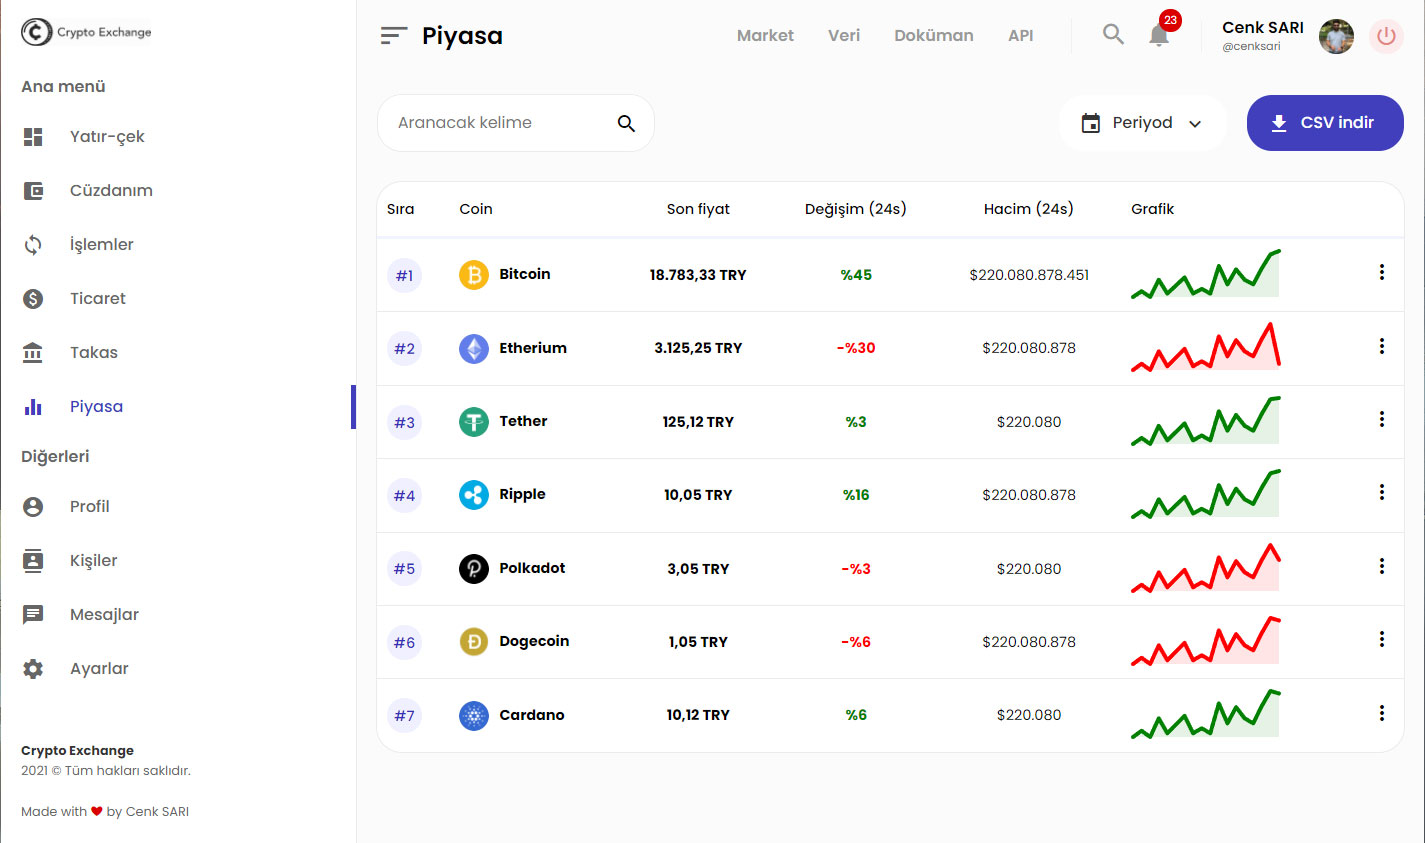 Crypto Exchange
Ana menü
Yatır-çek
Cüzdanım
İşlemler
Ticaret
Takas
Piyasa
Diğerleri
Profil
Kişiler
Mesajlar
Ayarlar
Crypto Exchange
2021 © Tüm hakları saklıdır.
Made with ❤ by Cenk SARI
Piyasa
Market Veri Doküman API
23
Cenk SARI
@cenksari
Aranacak kelime
Periyod
CSV indir
Sıra Coin Son fiyat Değişim (24s) Hacim (24s) Grafik
#1 Bitcoin 18.783,33 TRY %45 $220.080.878.451
#2 Etherium 3.125,25 TRY -%30 $220.080.878
#3 Tether 125,12 TRY %3 $220.080
#4 Ripple 10,05 TRY %16 $220.080.878
#5 Polkadot 3,05 TRY -%3 $220.080
#6 Dogecoin 1,05 TRY -%6 $220.080.878
#7 Cardano 10,12 TRY %6 $220.080